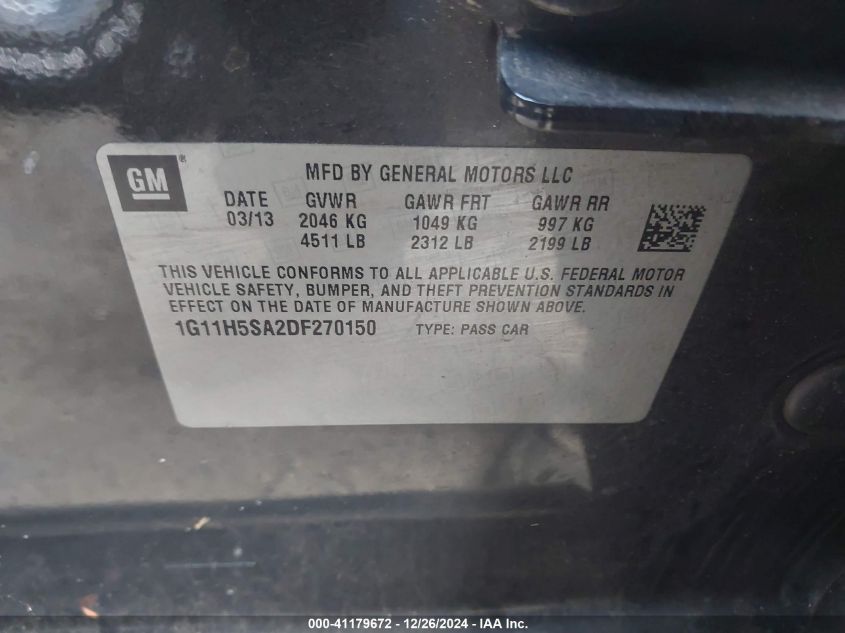 GM®
MFD BY GENERAL MOTORS LLC
DATE GVWR GAWR FRT GAWR RR
03/13 2046 KG 1049 KG 997 KG
4511 LB 2312 LB 2199 LB
THIS VEHICLE CONFORMS TO ALL APPLICABLE U.S. FEDERAL MOTOR
VEHICLE SAFETY, BUMPER, AND THEFT PREVENTION STANDARDS IN
EFFECT ON THE DATE OF MANUFACTURE SHOWN ABOVE.
1G11H5SA2DF270150 TYPE: PASS CAR
000-41179672 - 12/26/2024 - IAA Inc.